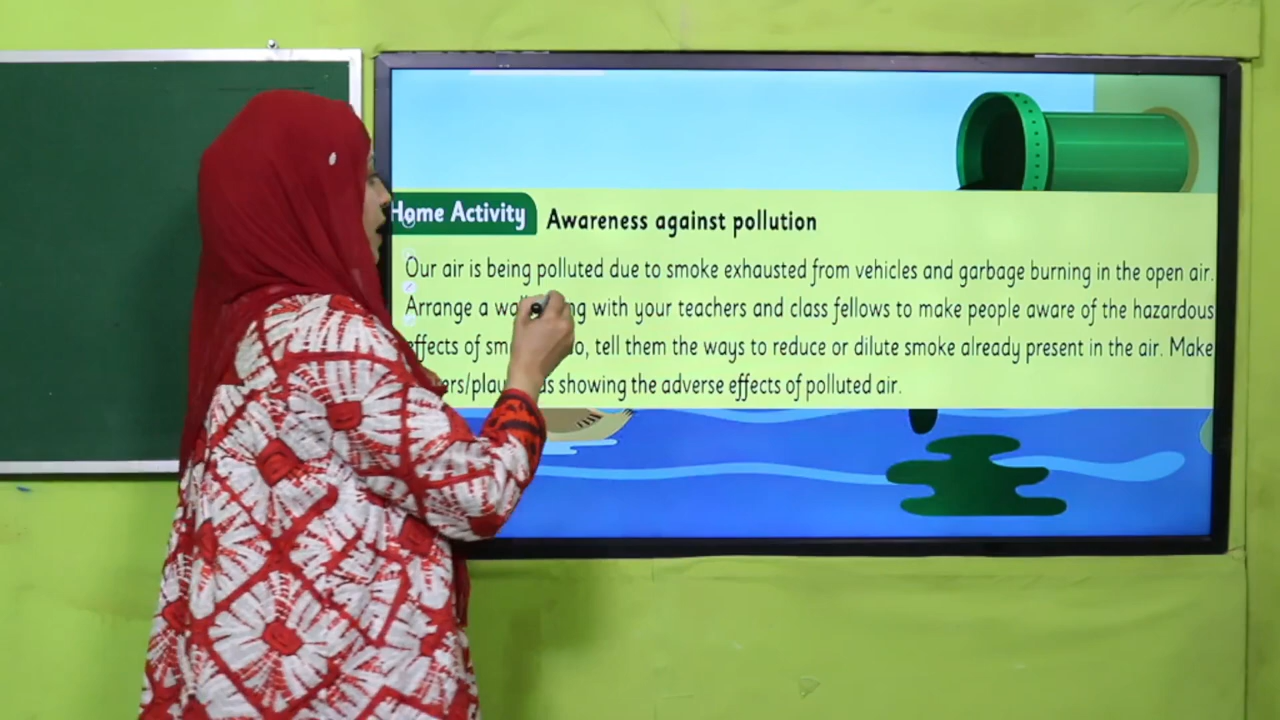 Home Activity Awareness against pollution
Our air is being polluted due to smoke exhausted from vehicles and garbage burning in the open air.
Arrange a with your teachers and class fellows to make people aware of the hazardous
effects of tell them the ways to reduce or dilute smoke already present in the air. Make
showing the adverse effects of polluted air.